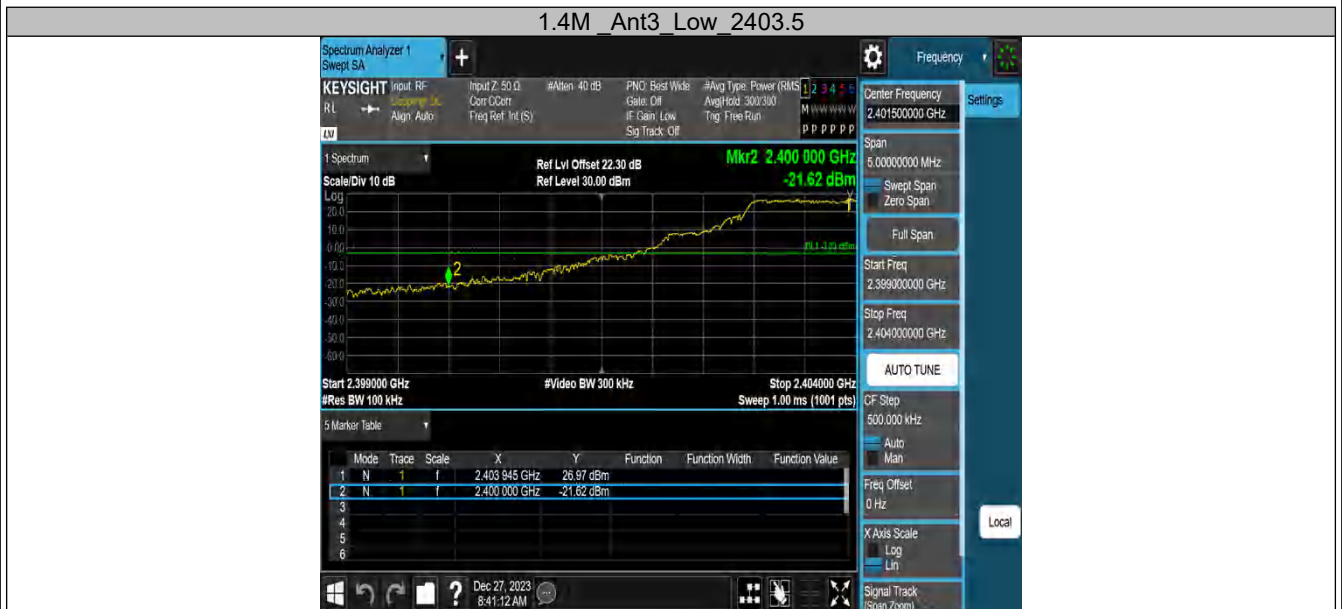 1.4M _Ant3_Low_2403.5
Spectrum Analyzer 1
Swept SA
+
Frequency
KEYSIGHT
RL
LXI
Input: RF
Align: Auto
Input Z: 50 Ω
Corr CCorr
Freq Ref: Int (S)
#Atten: 40 dB
PNO: Best Wide
Gate: Off
IF Gain: Low
Sig Track: Off
#Avg Type: Power (RMS
Avg|Hold: 300/300
Trig: Free Run
1 2 3 4 5 6
M W W W W W
P P P P P P
1 Spectrum
Scale/Div 10 dB
Ref Lvl Offset 22.30 dB
Ref Level 30.00 dBm
Mkr2 2.400 000 GHz
-21.62 dBm
Log
20.0
10.0
0.00
-10.0
-20.0
-30.0
-40.0
-50.0
-60.0
2
Start 2.399000 GHz
#Res BW 100 kHz
#Video BW 300 kHz
Stop 2.404000 GHz
Sweep 1.00 ms (1001 pts)
5 Marker Table
Mode Trace Scale X Y Function Function Width Function Value
1 N 1 f 2.403 945 GHz 26.97 dBm
2 N 1 f 2.400 000 GHz -21.62 dBm
3
4
5
6
?
Dec 27, 2023
8:41:12 AM
Center Frequency
2.401500000 GHz
Settings
Span
5.00000000 MHz
Swept Span
Zero Span
Full Span
Start Freq
2.399000000 GHz
Stop Freq
2.404000000 GHz
AUTO TUNE
CF Step
500.000 kHz
Auto
Man
Freq Offset
0 Hz
X Axis Scale
Log
Lin
Local
Signal Track
(Span Zoom)